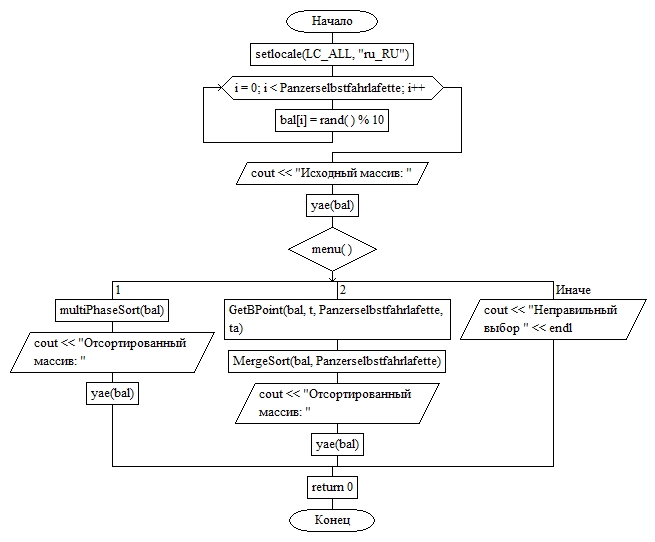 Начало
setlocale(LC_ALL, "ru_RU")
i = 0; i < Panzerselbstfahrlafette; i++
bal[i] = rand( ) % 10
cout << "Исходный массив: "
yae(bal)
menu( )
1
multiPhaseSort(bal)
cout << "Отсортированный
массив: "
yae(bal)
2
GetBPoint(bal, t, Panzerselbstfahrlafette,
ta)
MergeSort(bal, Panzerselbstfahrlafette)
cout << "Отсортированный
массив: "
yae(bal)
Иначе
cout << "Неправильный
выбор " << endl
return 0
Конец